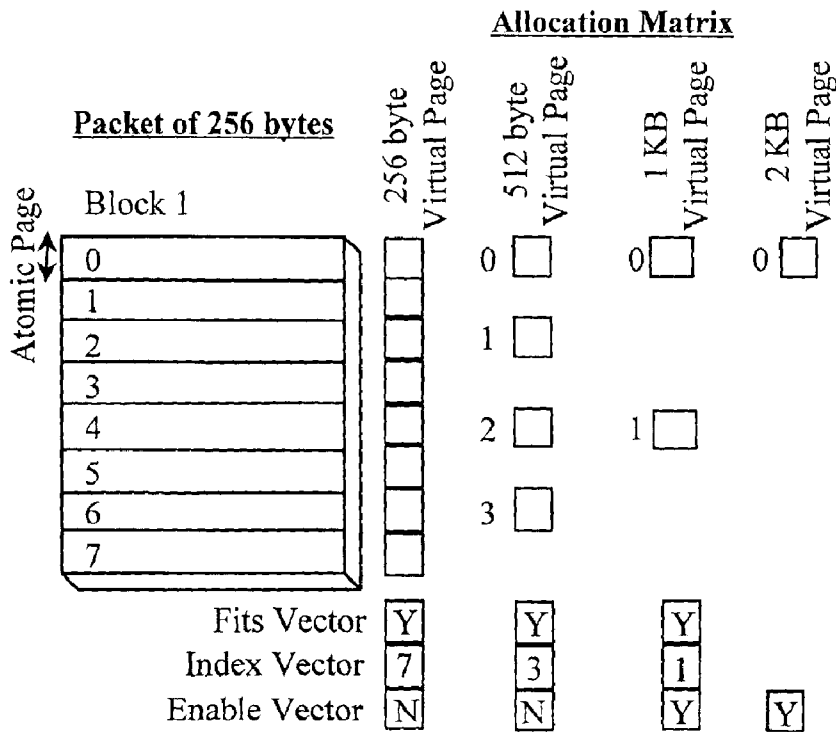 Allocation Matrix
Packet of 256 bytes
256 byte
Virtual Page
512 byte
Virtual Page
1 KB
Virtual Page
2 KB
Virtual Page
Block 1
Atomic Page
0
1
2
3
4
5
6
7
0
1
2
3
0
1
0
Fits Vector Y Y Y
Index Vector 7 3 1
Enable Vector N N Y Y